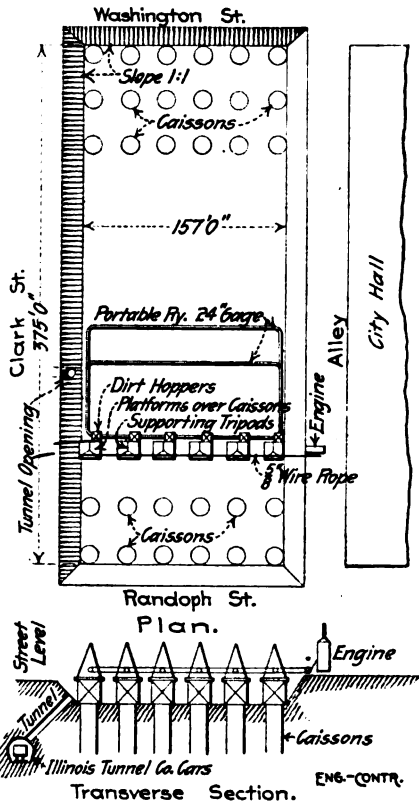 Washington St.
Slope 1:1
Caissons
157'0"
Clark St.
375'0"
Portable Ry. 24" Gage
Alley
City Hall
Dirt Hoppers
Platforms over Caissons
Supporting Tripods
Engine
Tunnel Opening
5/8" Wire Rope
Caissons
Randoph St.
Plan.
Street
Level
Engine
Tunnel
Caissons
Illinois Tunnel Co. Cars
ENG-CONTR.
Transverse Section.